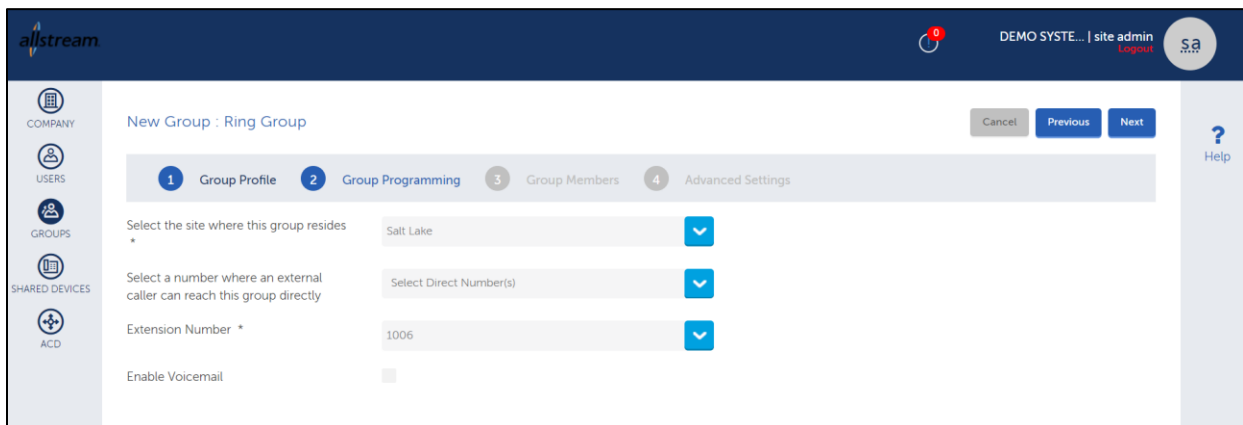 allstream.
0
DEMO SYSTE... | site admin
Logout
sa
COMPANY
USERS
GROUPS
SHARED DEVICES
ACD
New Group : Ring Group
Cancel
Previous
Next
?
Help
1 Group Profile 2 Group Programming 3 Group Members 4 Advanced Settings
Select the site where this group resides
*
Salt Lake
Select a number where an external
caller can reach this group directly
Select Direct Number(s)
Extension Number *
1006
Enable Voicemail